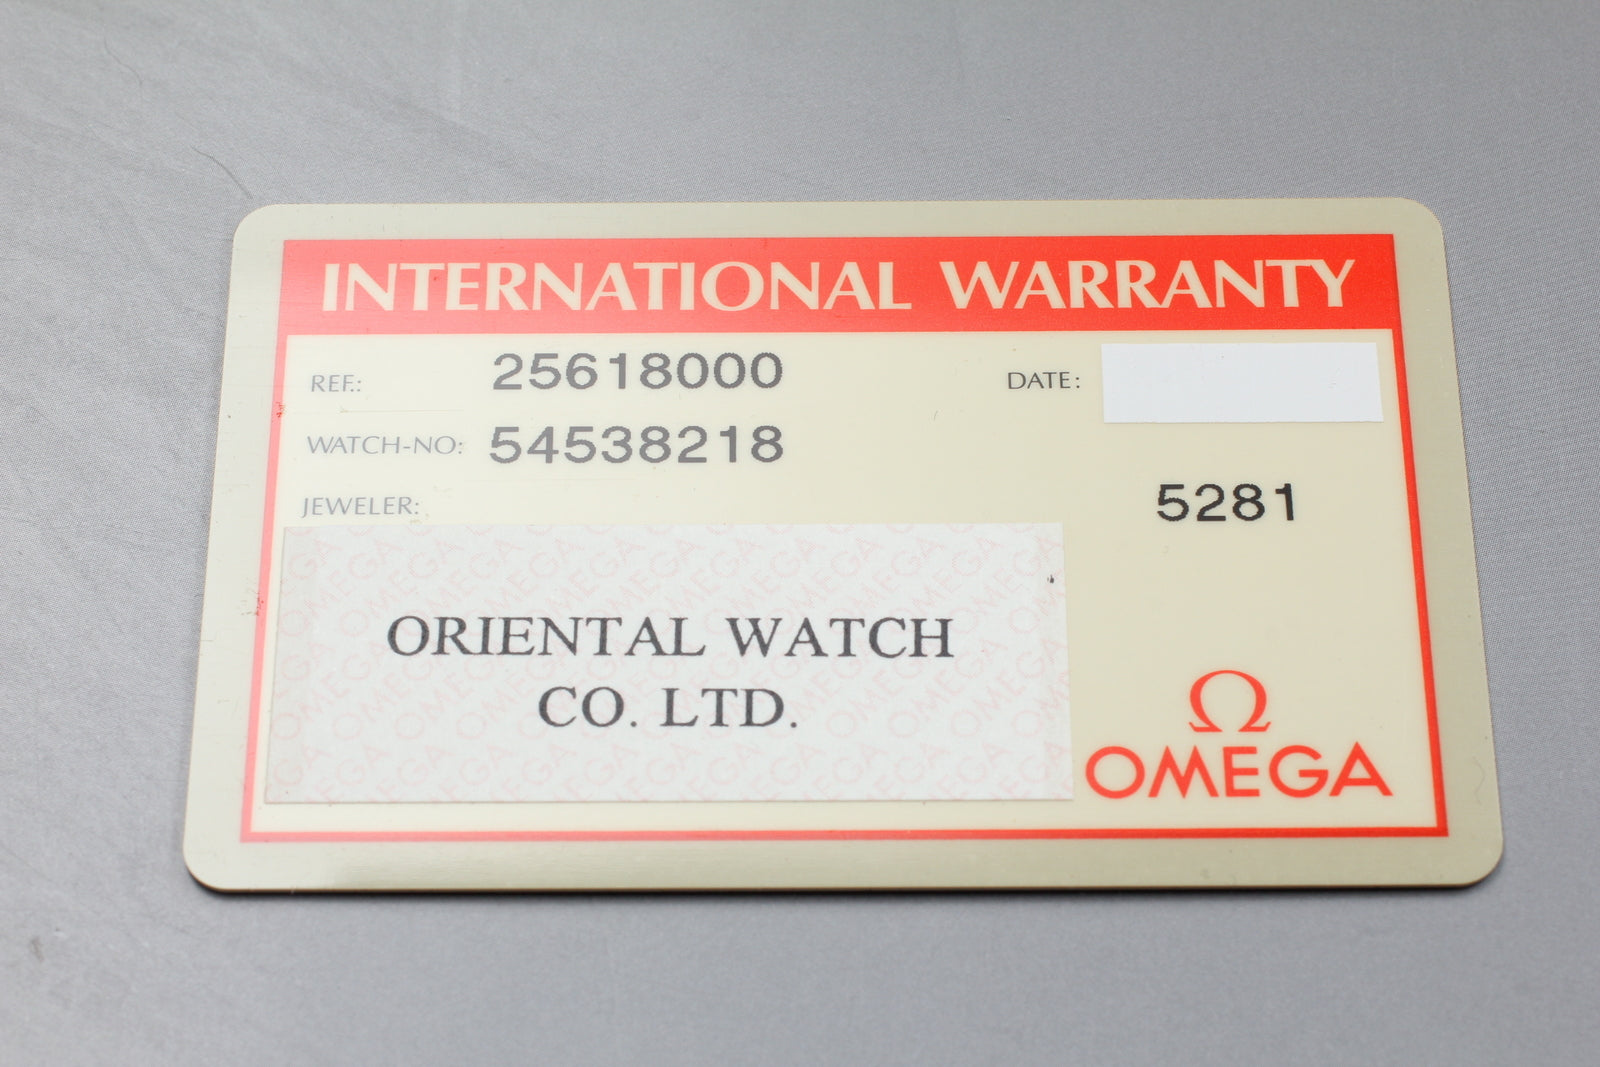 INTERNATIONAL WARRANTY
REF.: 25618000
DATE:
WATCH-NO: 54538218
5281
JEWELER:
ORIENTAL WATCH
CO. LTD.
Ω
OMEGA